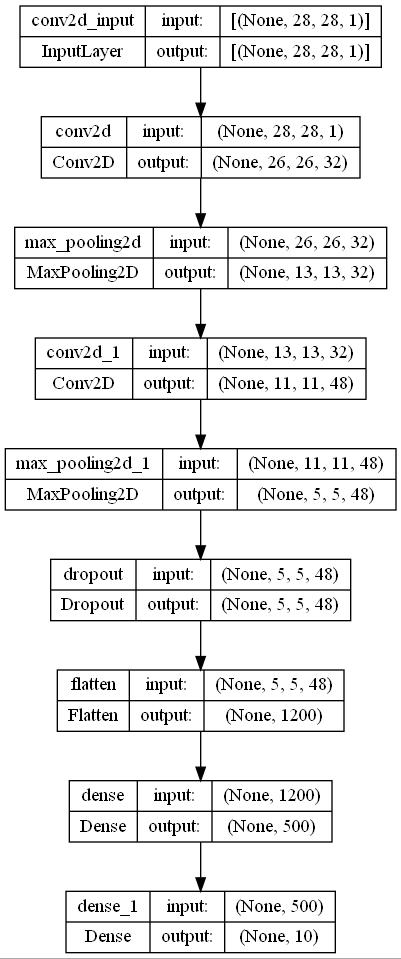 conv2d_input input: [(None, 28, 28, 1)]
InputLayer output: [(None, 28, 28, 1)]
conv2d input: (None, 28, 28, 1)
Conv2D output: (None, 26, 26, 32)
max_pooling2d input: (None, 26, 26, 32)
MaxPooling2D output: (None, 13, 13, 32)
conv2d_1 input: (None, 13, 13, 32)
Conv2D output: (None, 11, 11, 48)
max_pooling2d_1 input: (None, 11, 11, 48)
MaxPooling2D output: (None, 5, 5, 48)
dropout input: (None, 5, 5, 48)
Dropout output: (None, 5, 5, 48)
flatten input: (None, 5, 5, 48)
Flatten output: (None, 1200)
dense input: (None, 1200)
Dense output: (None, 500)
dense_1 input: (None, 500)
Dense output: (None, 10)